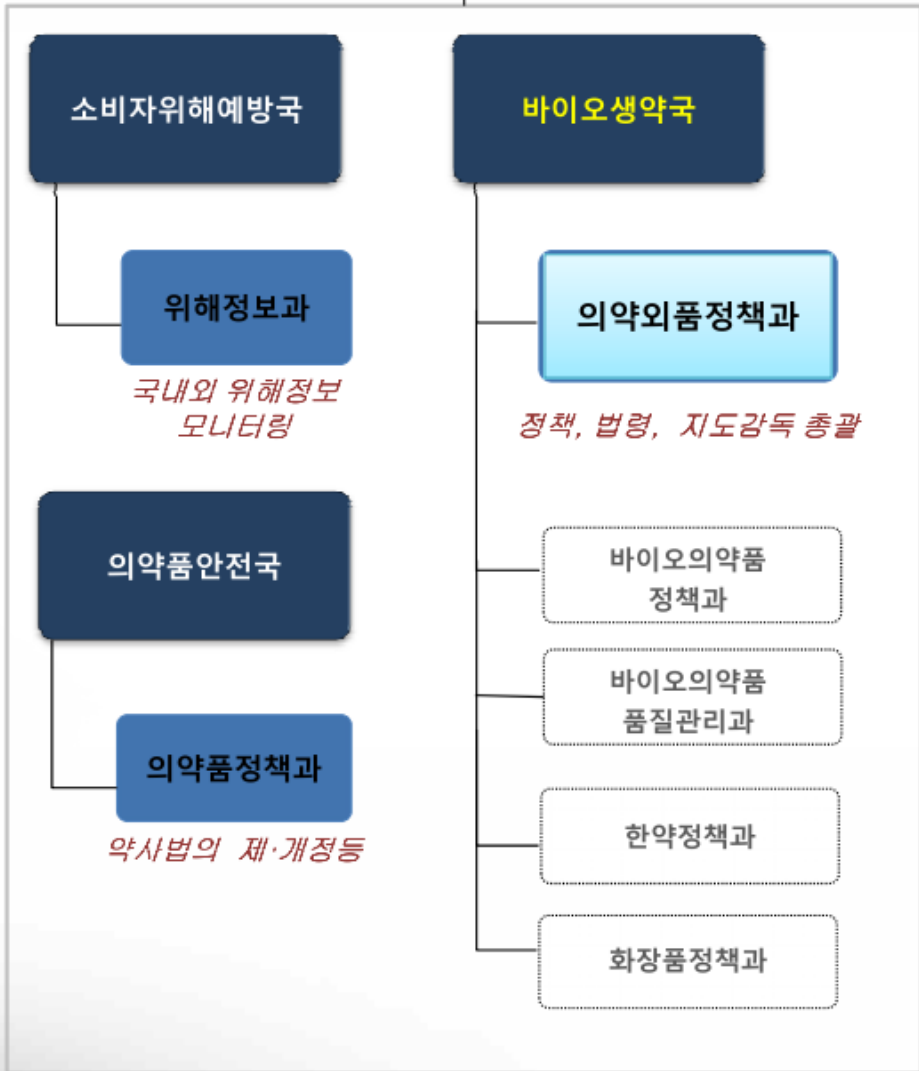 소비자위해예방국
위해정보과
국내외 위해정보
모니터링
의약품안전국
의약품정책과
약사법의 제·개정등
바이오생약국
의약외품정책과
정책, 법령, 지도감독 총괄
바이오의약품
정책과
바이오의약품
품질관리과
한약정책과
화장품정책과